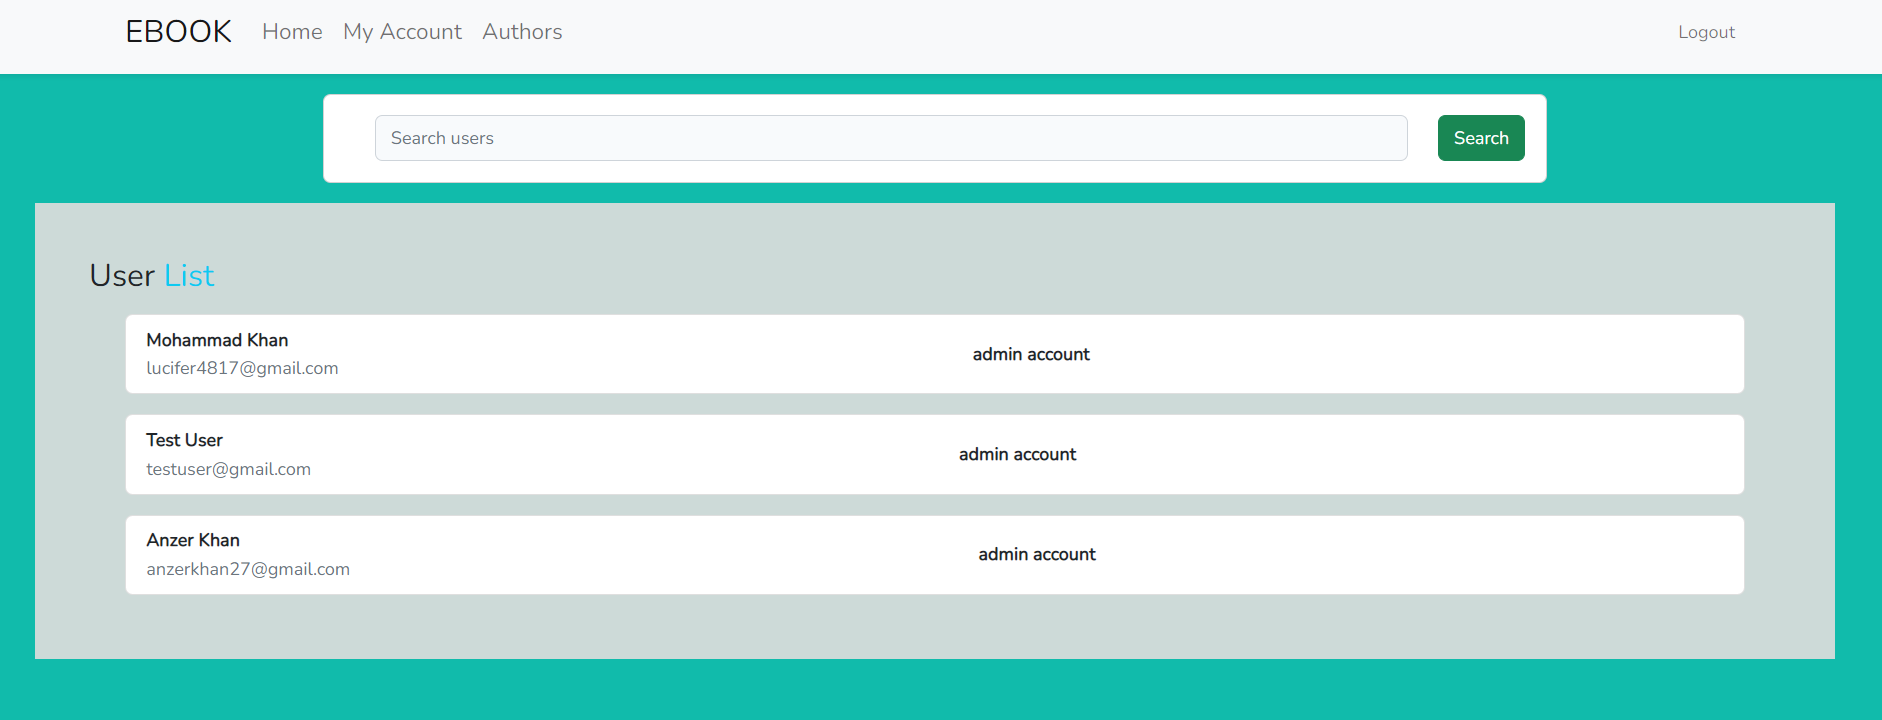 EBOOK Home My Account Authors Logout
Search users Search
User List
Mohammad Khan
lucifer4817@gmail.com
admin account
Test User
testuser@gmail.com
admin account
Anzer Khan
anzerkhan27@gmail.com
admin account